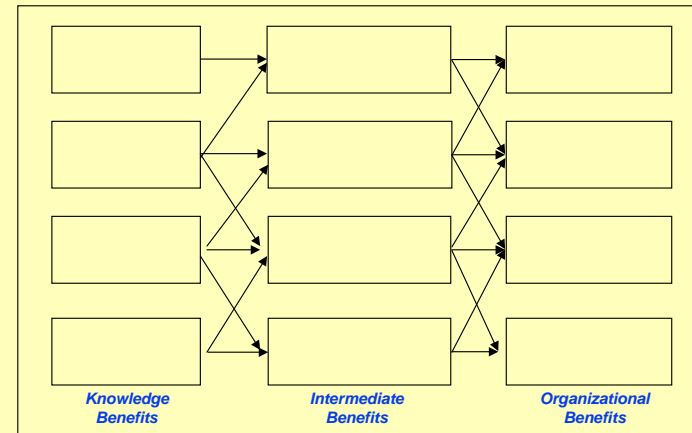 Knowledge
Benefits
Intermediate
Benefits
Organizational
Benefits